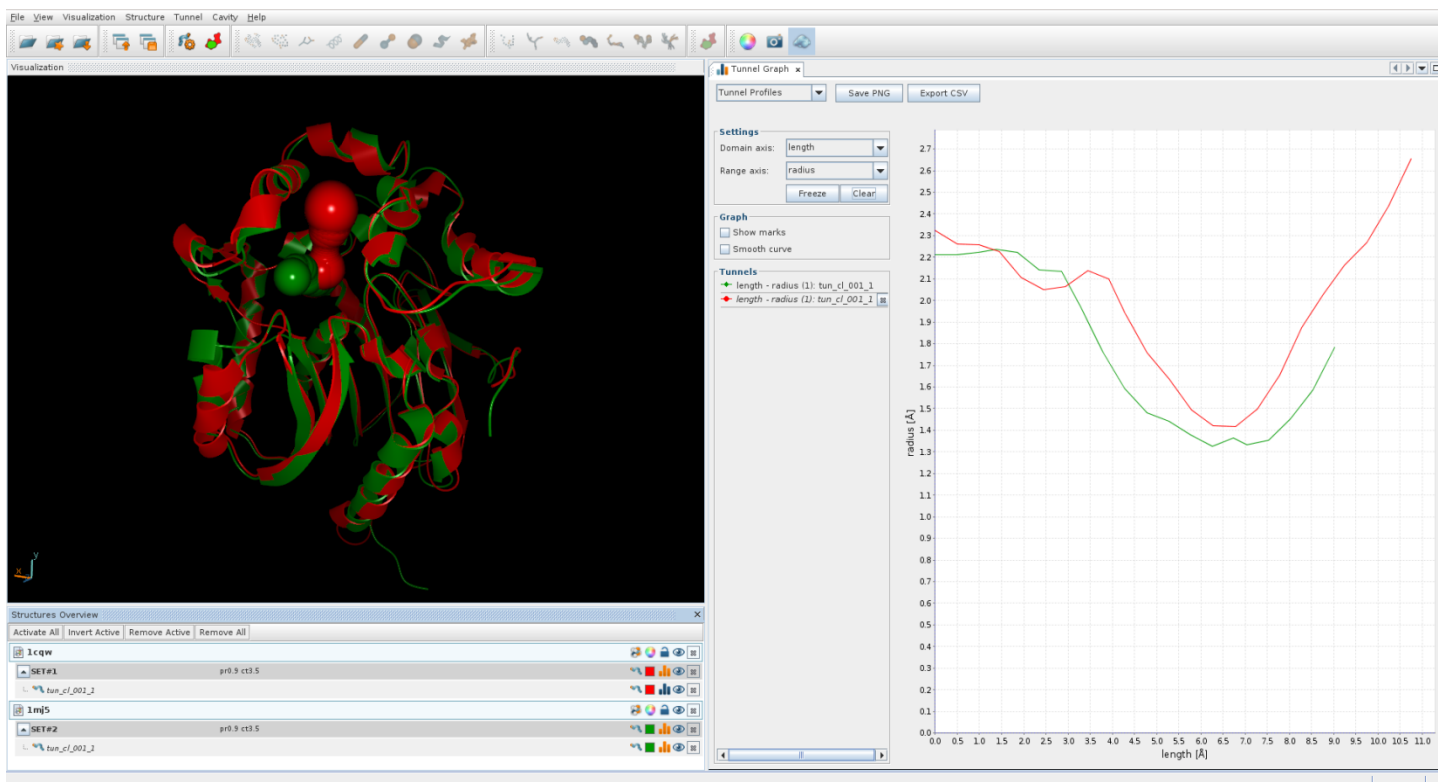 File View Visualization Structure Tunnel Cavity Help
Visualization
Tunnel Graph ×
Tunnel Profiles Save PNG Export CSV
Settings
Domain axis: length
Range axis: radius
Freeze Clear
Graph
Show marks
Smooth curve
Tunnels
length - radius (1): tun_cl_001_1
length - radius (1): tun_cl_001_1
2.7
2.6
2.5
2.4
2.3
2.2
2.1
2.0
1.9
1.8
1.7
1.6
1.5
1.4
1.3
1.2
1.1
1.0
0.9
0.8
0.7
0.6
0.5
0.4
0.3
0.2
0.1
0.0
radius [Å]
0.0 0.5 1.0 1.5 2.0 2.5 3.0 3.5 4.0 4.5 5.0 5.5 6.0 6.5 7.0 7.5 8.0 8.5 9.0 9.5 10.0 10.5 11.0
length [Å]
y
x
Structures Overview
Activate All Invert Active Remove Active Remove All
1cqw
SET#1 pr0.9 ct3.5
tun_cl_001_1
1mj5
SET#2 pr0.9 ct3.5
tun_cl_001_1